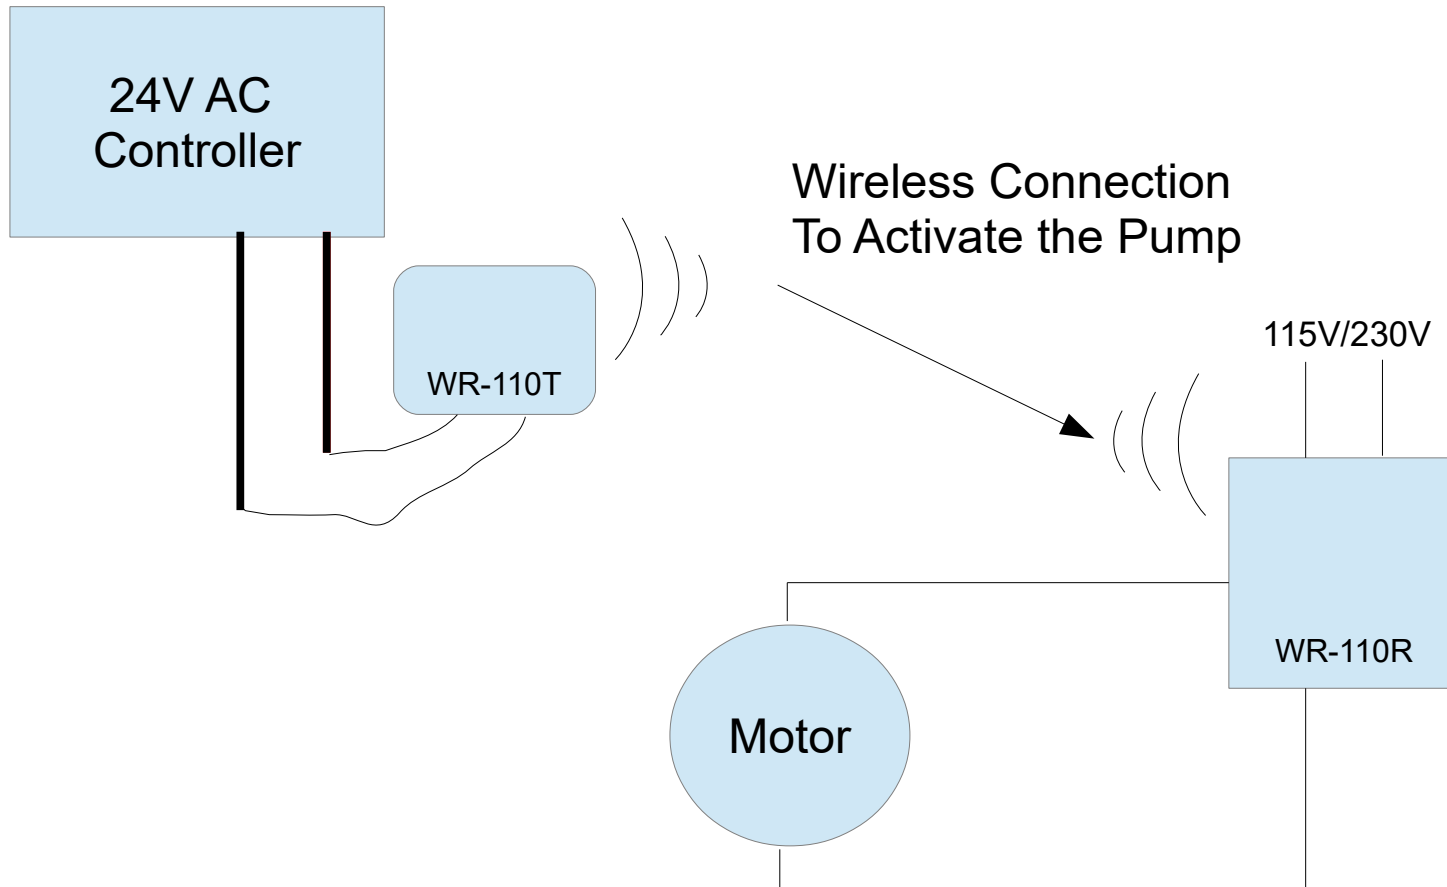 24V AC
Controller
Wireless Connection
To Activate the Pump
115V/230V
WR-110T
WR-110R
Motor